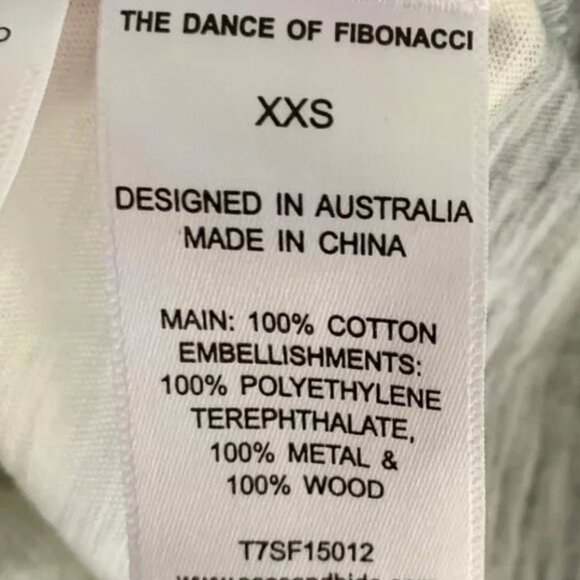 THE DANCE OF FIBONACCI
XXS
DESIGNED IN AUSTRALIA
MADE IN CHINA
MAIN: 100% COTTON
EMBELLISHMENTS:
100% POLYETHYLENE
TEREPHTHALATE,
100% METAL &
100% WOOD
T7SF15012